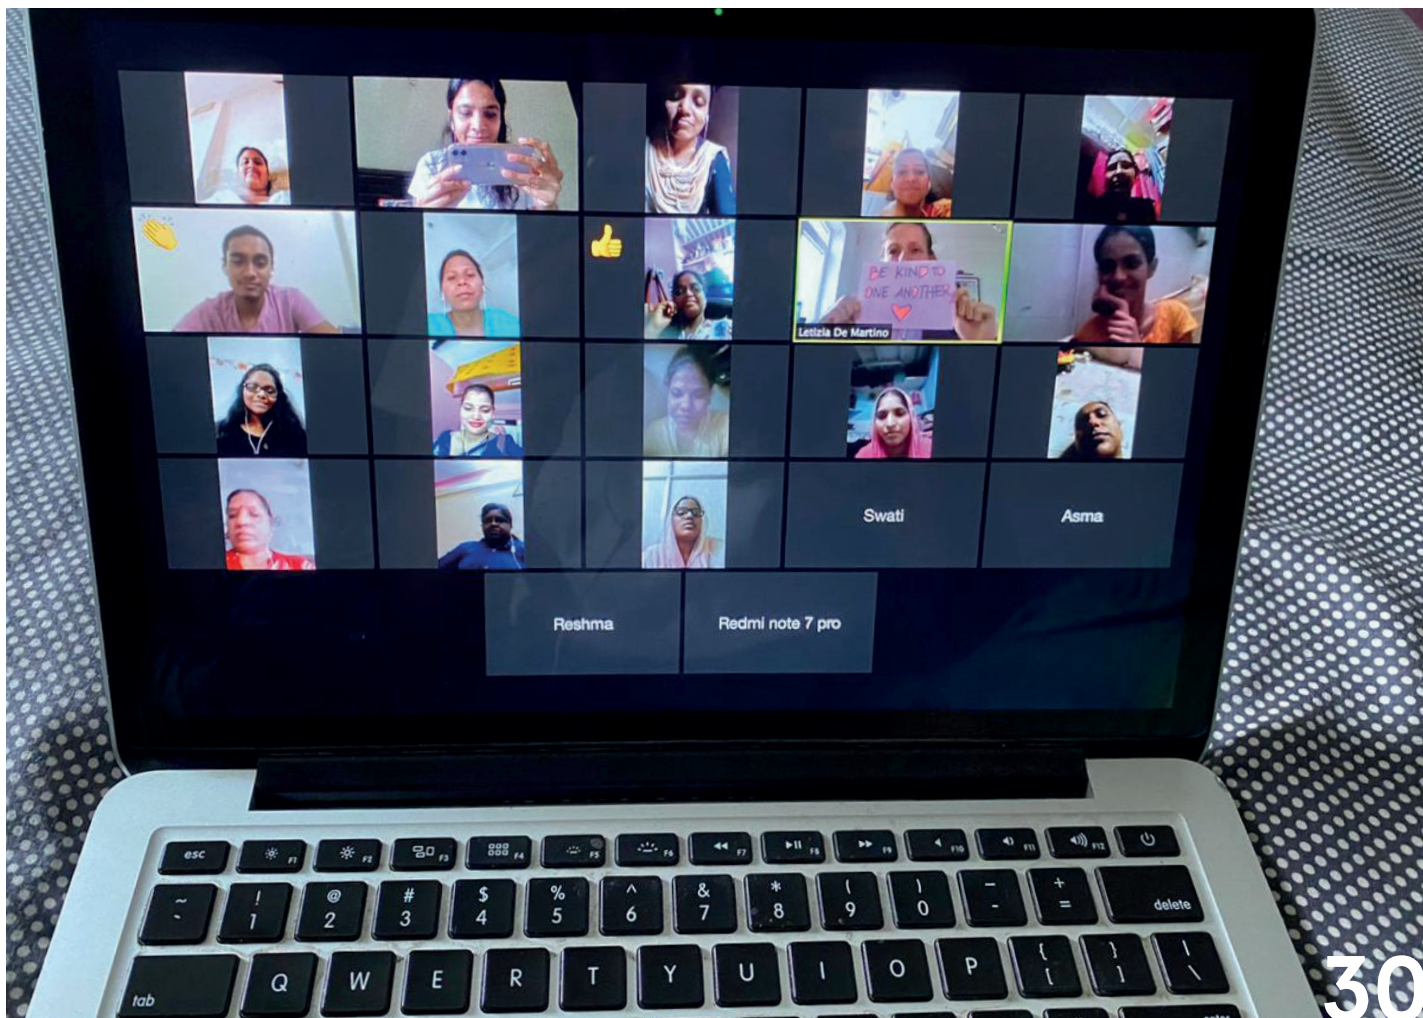 BE KIND TO
ONE ANOTHER
Letizia De Martino
Swati
Asma
Reshma
Redmi note 7 pro
esc
F1
F2
F3
F4
F5
F6
F7
F8
F9
F10
F11
F12
~ `
! 1
@ 2
# 3
$ 4
% 5
^ 6
& 7
* 8
( 9
) 0
_ -
+ =
delete
tab
Q
W
E
R
T
Y
U
I
O
P
{ [
} ]
| \
30